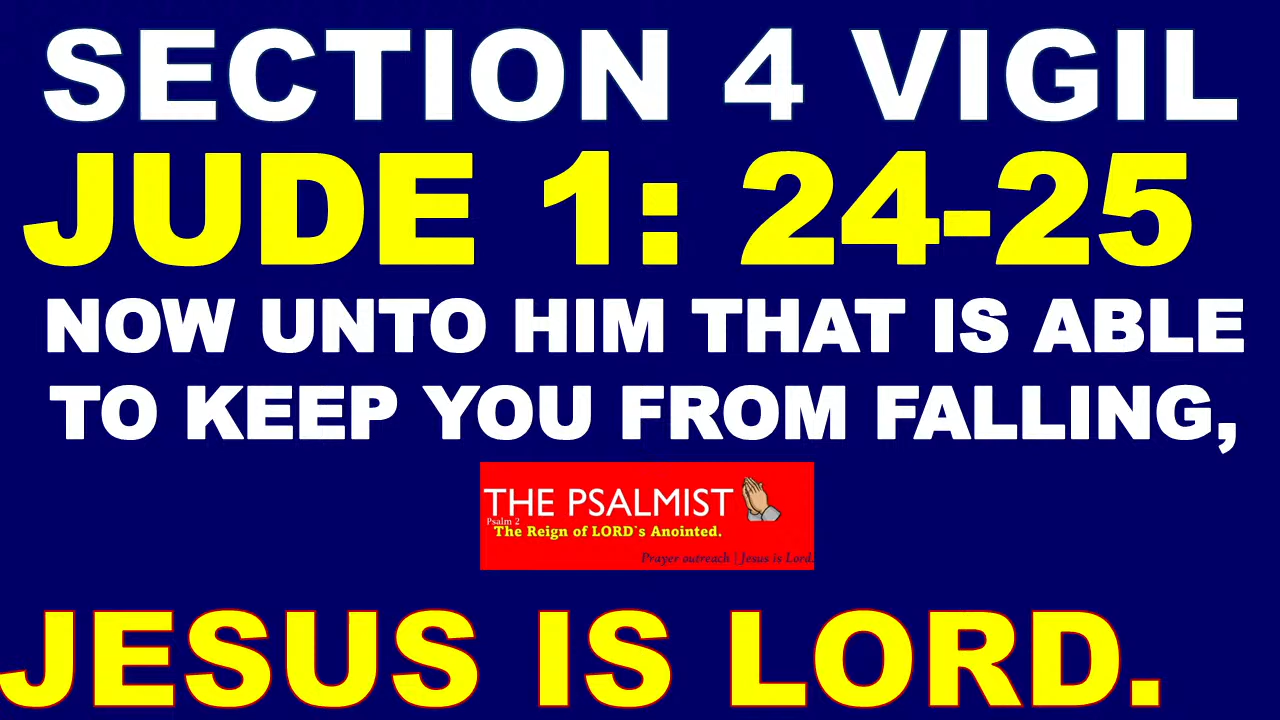 SECTION 4 VIGIL
JUDE 1: 24-25
NOW UNTO HIM THAT IS ABLE
TO KEEP YOU FROM FALLING,
THE PSALMIST
Psalm 2
The Reign of LORD`s Anointed.
Prayer outreach | Jesus is Lord.
JESUS IS LORD.